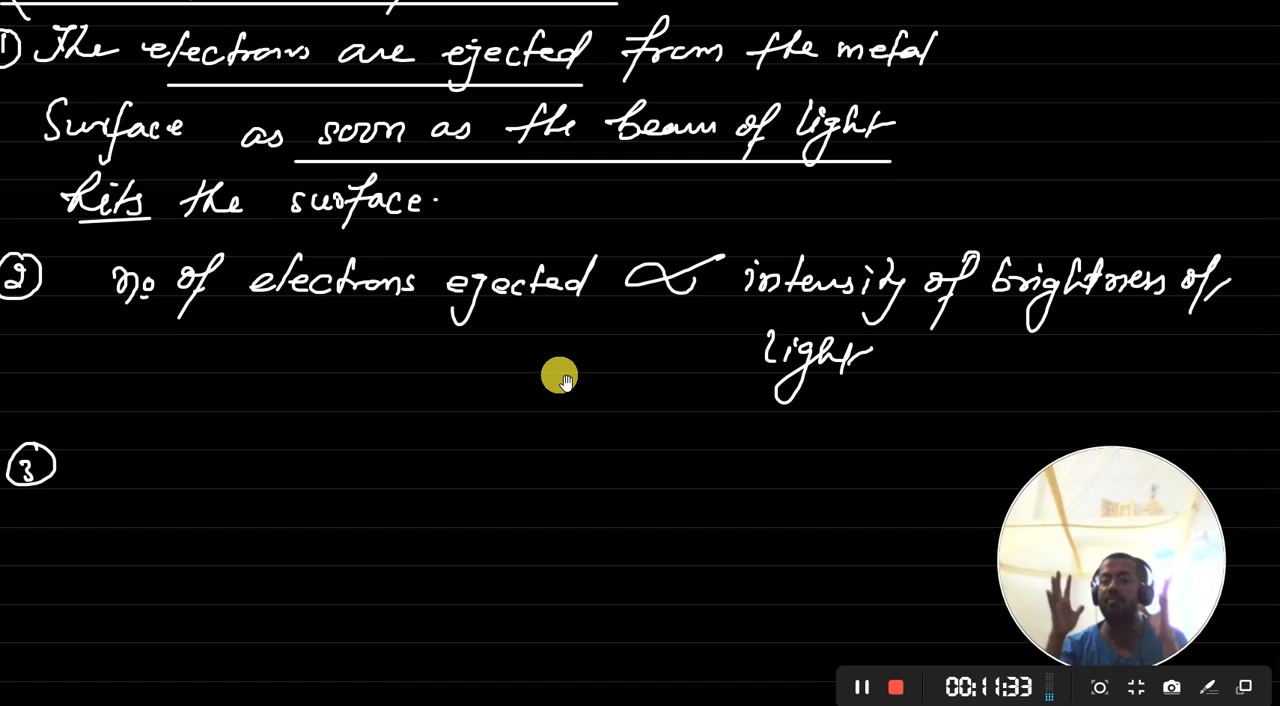 ① The electrons are ejected from the metal
Surface as soon as the beam of light
hits the surface.
② no of electrons ejected ∝ intensity of brightness of
light
③
00:11:33